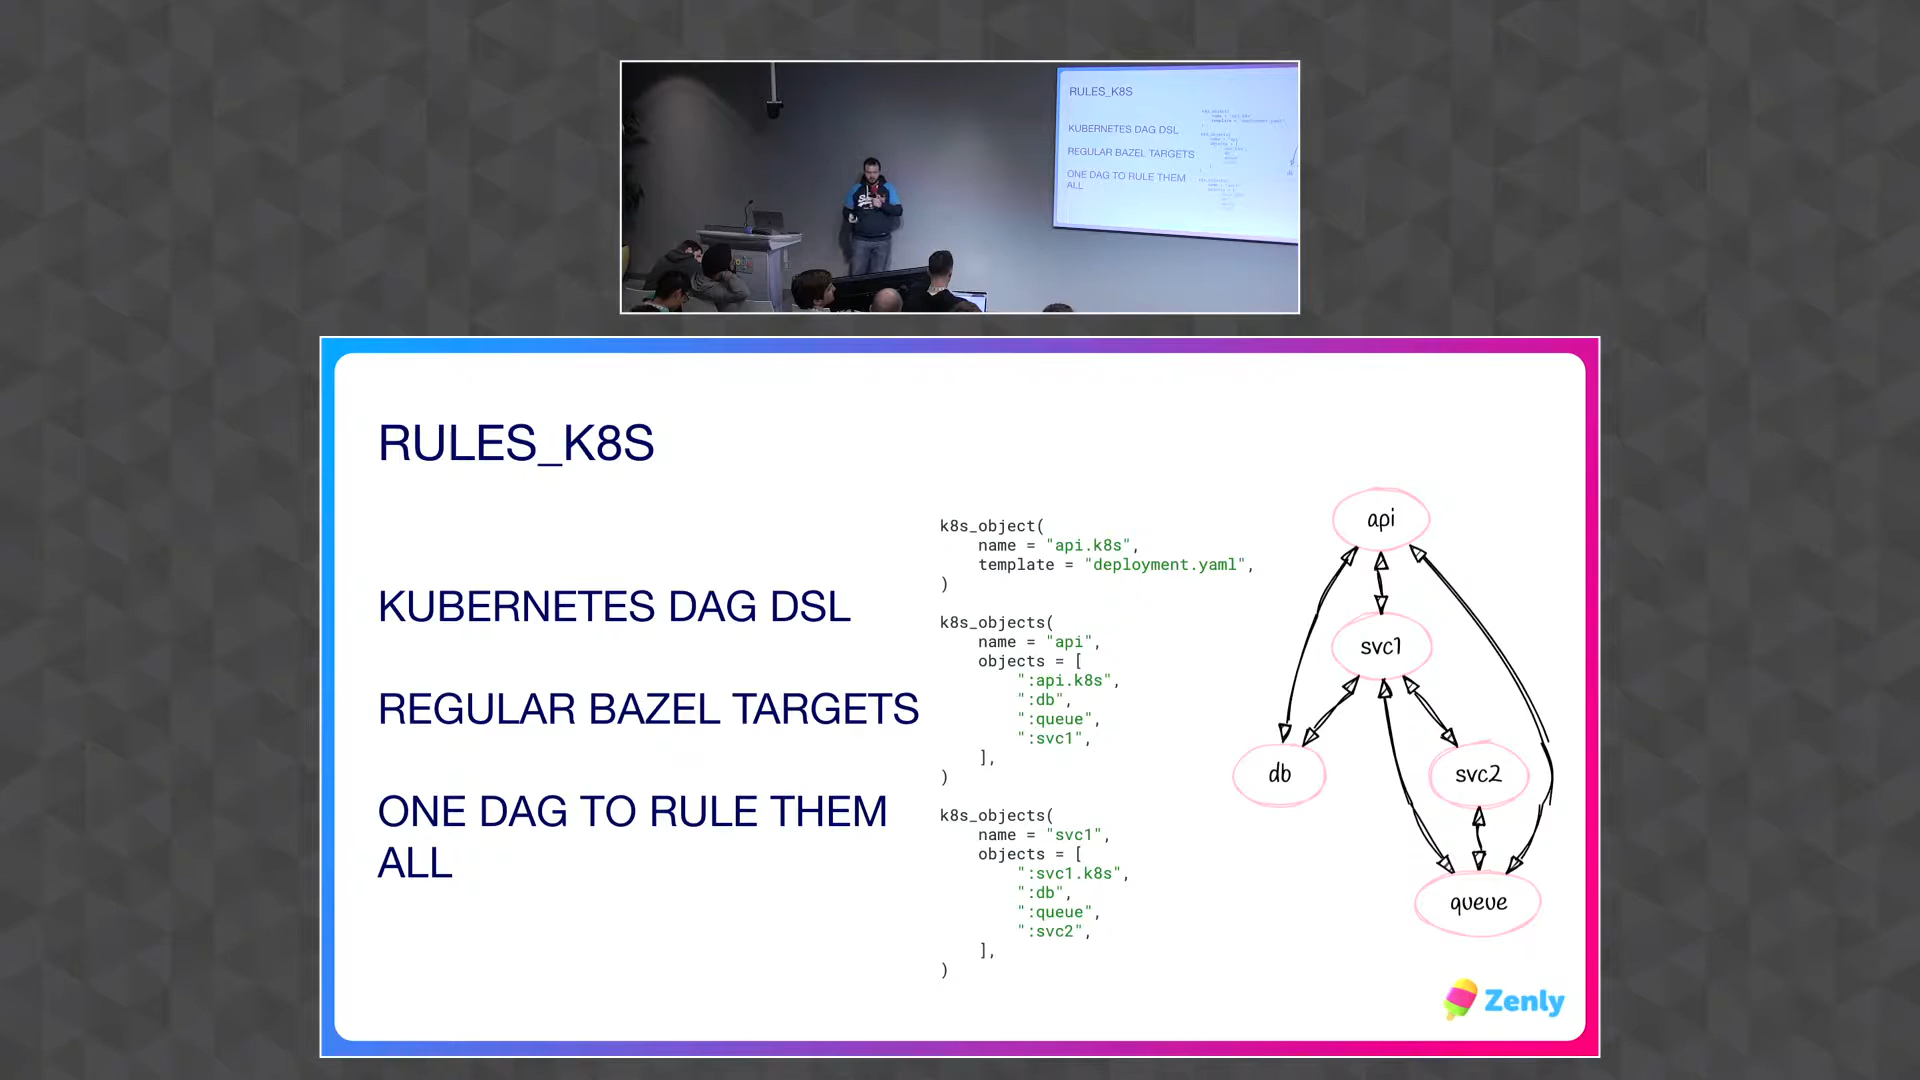 RULES_K8S
KUBERNETES DAG DSL
REGULAR BAZEL TARGETS
ONE DAG TO RULE THEM
ALL
RULES_K8S
KUBERNETES DAG DSL
REGULAR BAZEL TARGETS
ONE DAG TO RULE THEM
ALL
k8s_object(
    name = "api.k8s",
    template = "deployment.yaml",
)
k8s_objects(
    name = "api",
    objects = [
        ":api.k8s",
        ":db",
        ":queue",
        ":svc1",
    ],
)
k8s_objects(
    name = "svc1",
    objects = [
        ":svc1.k8s",
        ":db",
        ":queue",
        ":svc2",
    ],
)
api
svc1
db
svc2
queue
Zenly